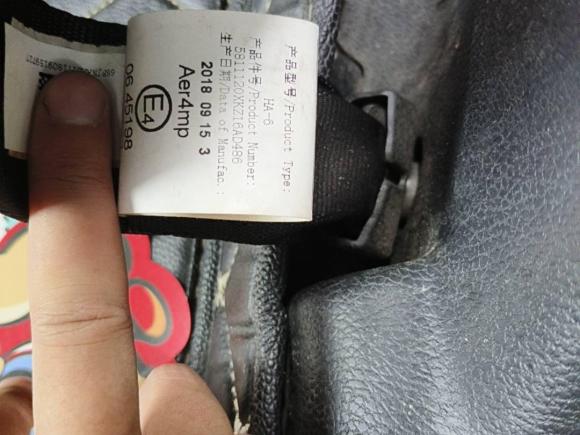 产品型号/Product Type:
HA-6
产品件号/Product Number:
5811120XKZ16AD486
生产日期/Data of Manufac.:
2018 09 15 3
Aer4mp
E4
06 45198